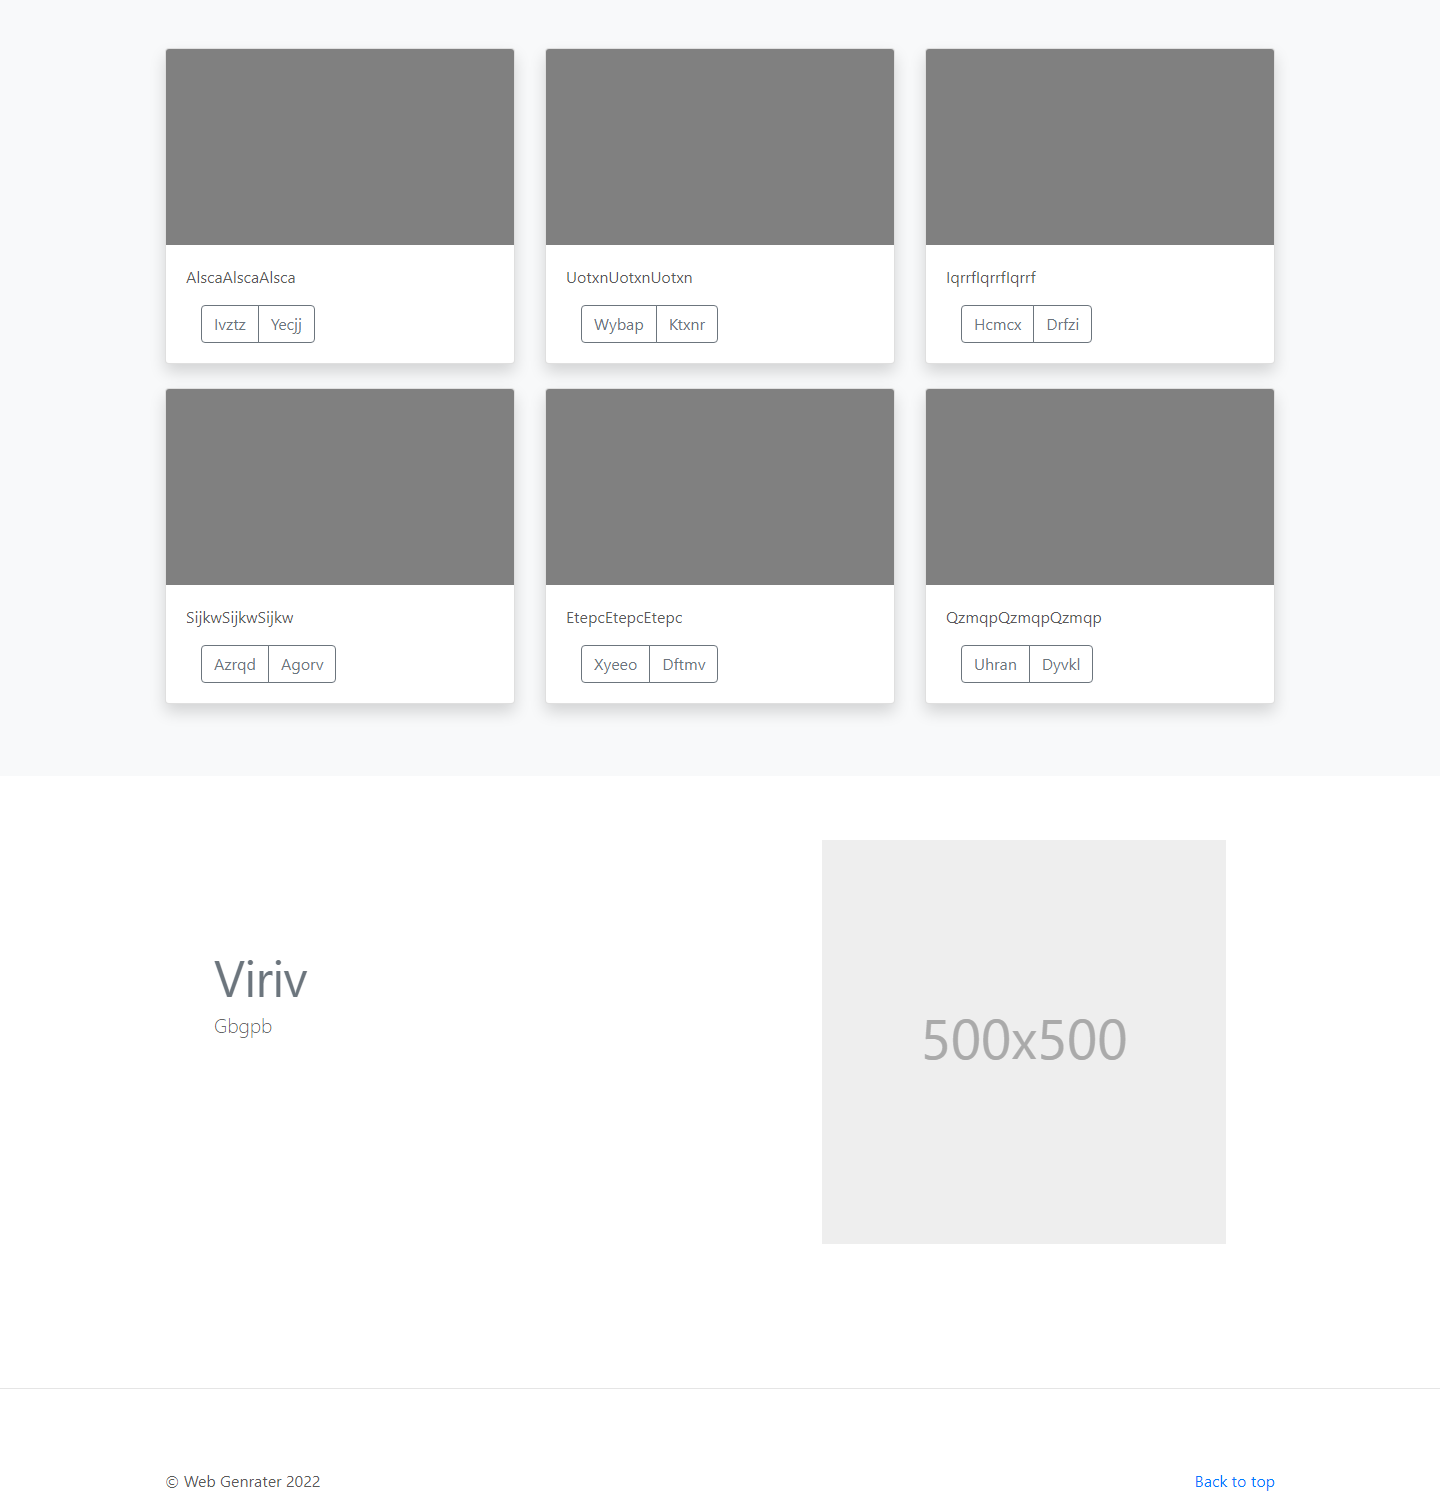 AlscaAlscaAlsca
Ivztz Yecjj
UotxnUotxnUotxn
Wybap Ktxnr
IqrrfIqrrfIqrrf
Hcmcx Drfzi
SijkwSijkwSijkw
Azrqd Agorv
EtepcEtepcEtepc
Xyeeo Dftmv
QzmqpQzmqpQzmqp
Uhran Dyvkl
Viriv
Gbgpb
500x500
© Web Genrater 2022
Back to top